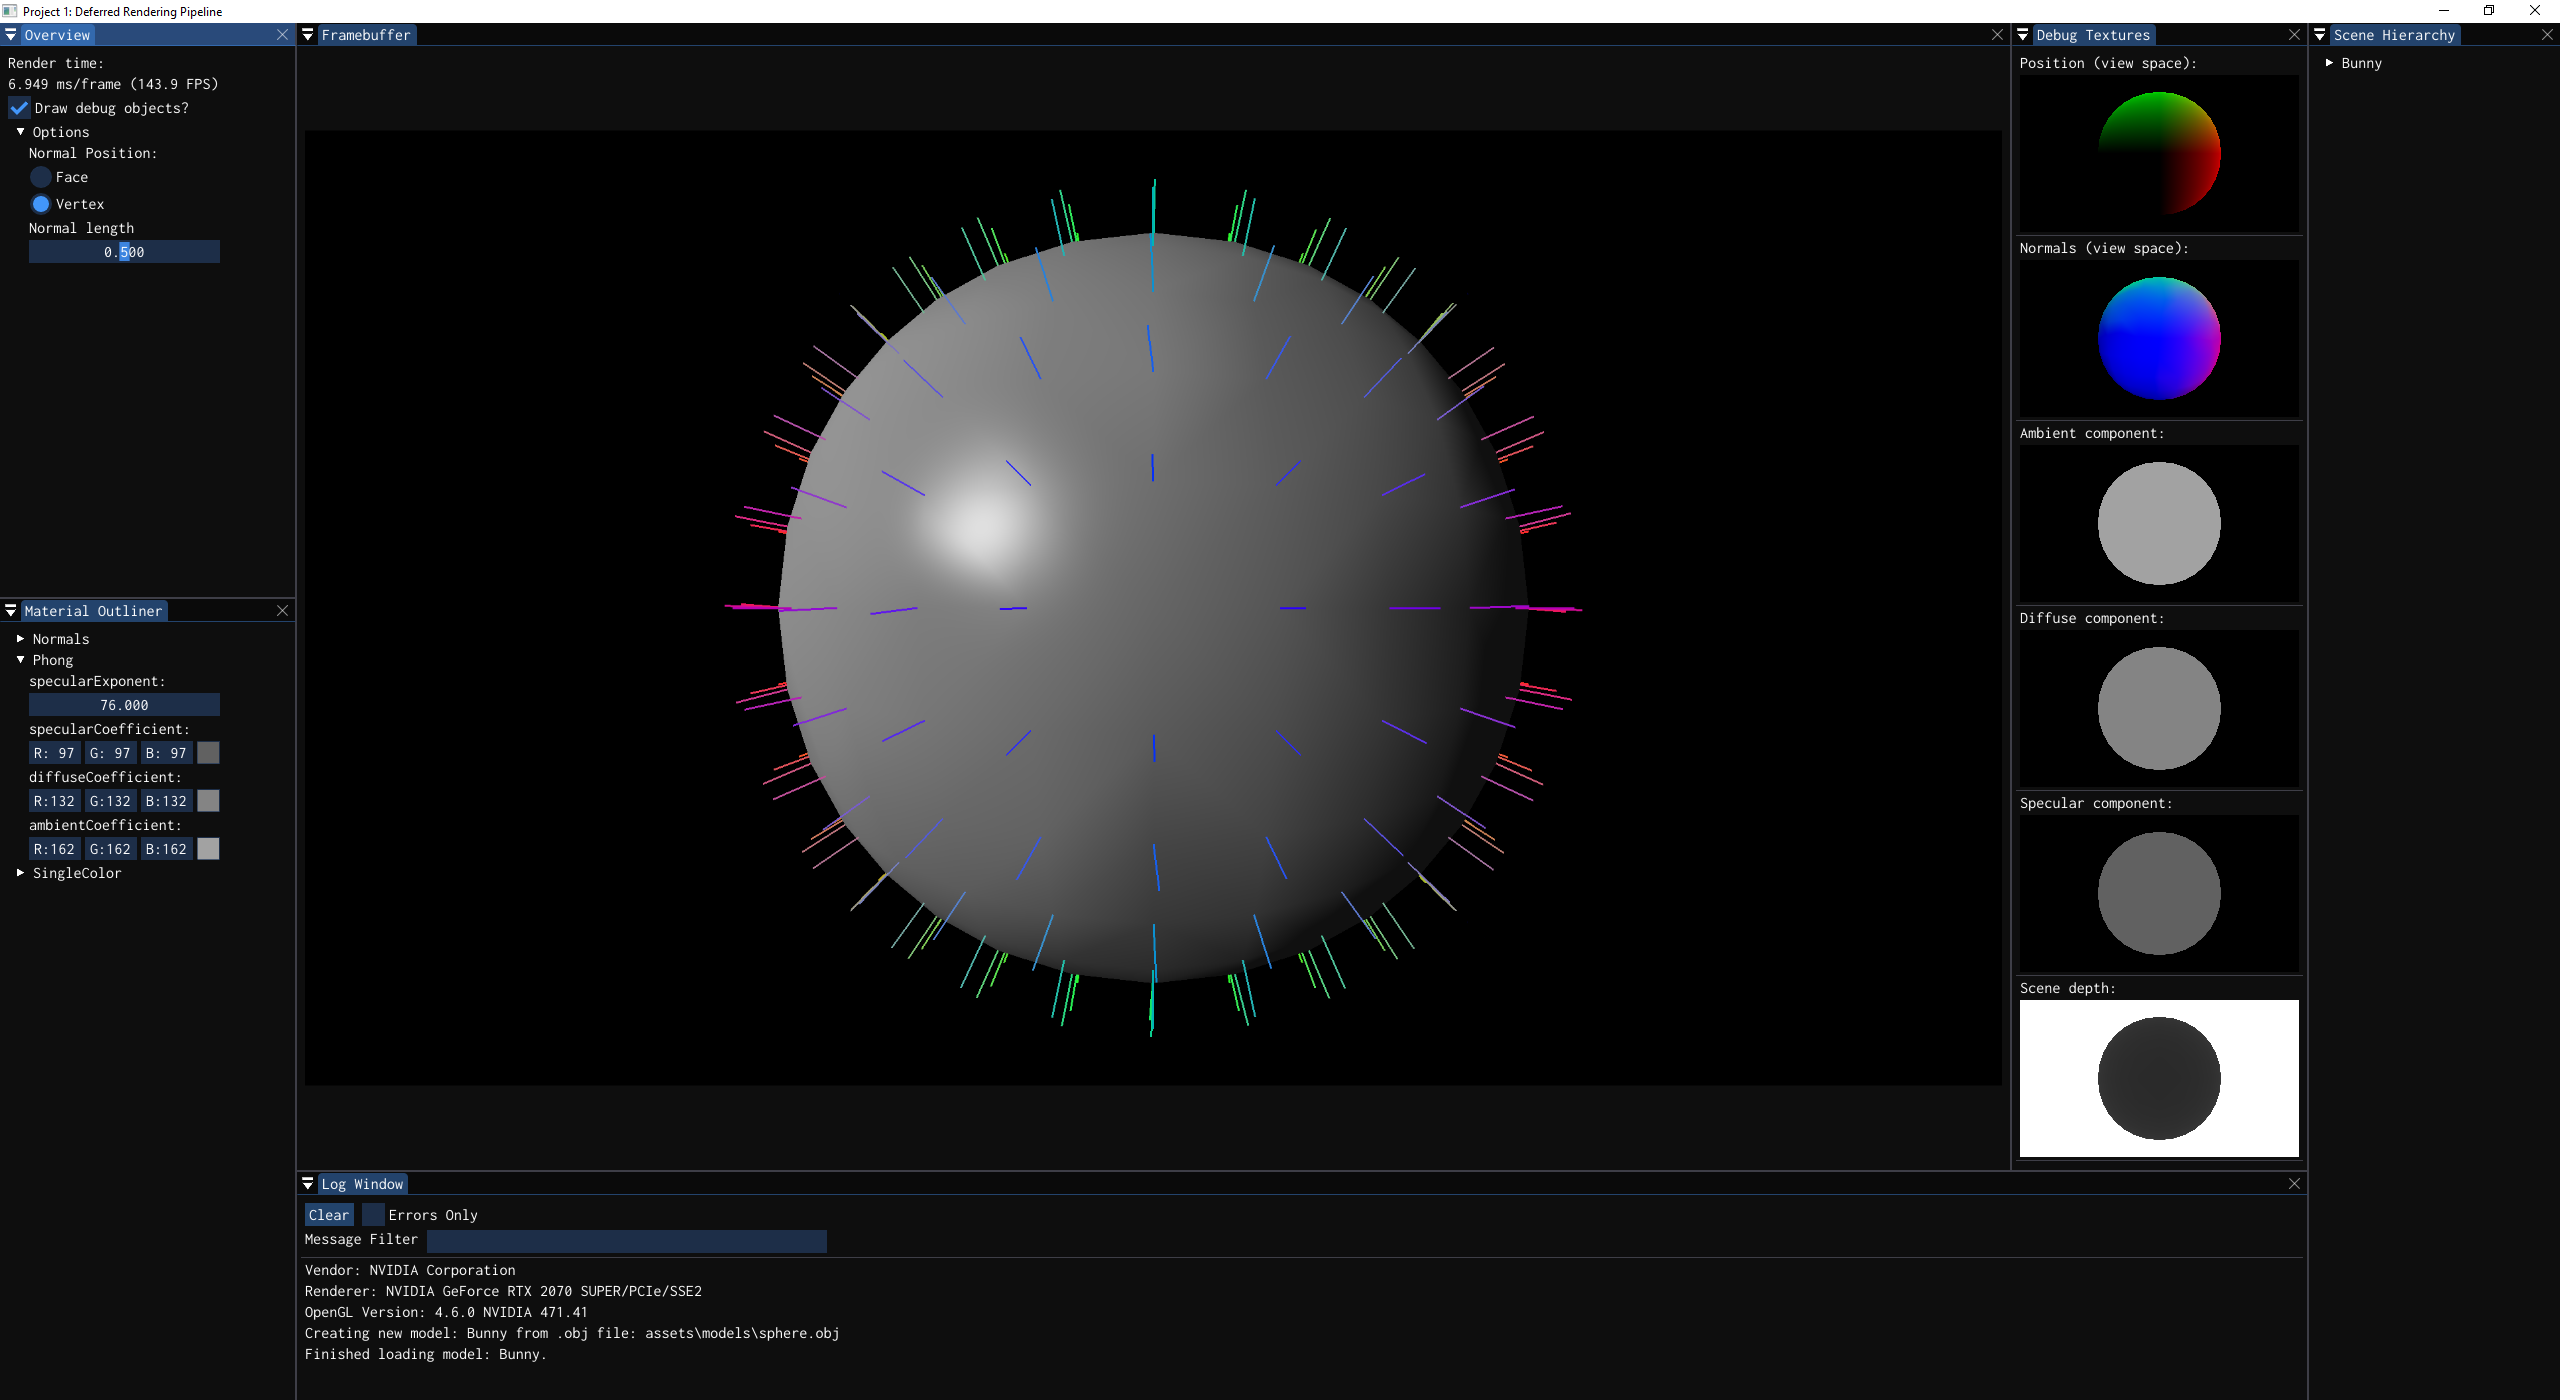 Project 1: Deferred Rendering Pipeline
Overview
Render time:
6.949 ms/frame (143.9 FPS)
Draw debug objects?
Options
Normal Position:
Face
Vertex
Normal length
0.500
Material Outliner
Normals
Phong
specularExponent:
76.000
specularCoefficient:
R: 97 G: 97 B: 97
diffuseCoefficient:
R:132 G:132 B:132
ambientCoefficient:
R:162 G:162 B:162
SingleColor
Framebuffer
Log Window
Clear Errors Only
Message Filter
Vendor: NVIDIA Corporation
Renderer: NVIDIA GeForce RTX 2070 SUPER/PCIe/SSE2
OpenGL Version: 4.6.0 NVIDIA 471.41
Creating new model: Bunny from .obj file: assets\models\sphere.obj
Finished loading model: Bunny.
Debug Textures
Position (view space):
Normals (view space):
Ambient component:
Diffuse component:
Specular component:
Scene depth:
Scene Hierarchy
Bunny